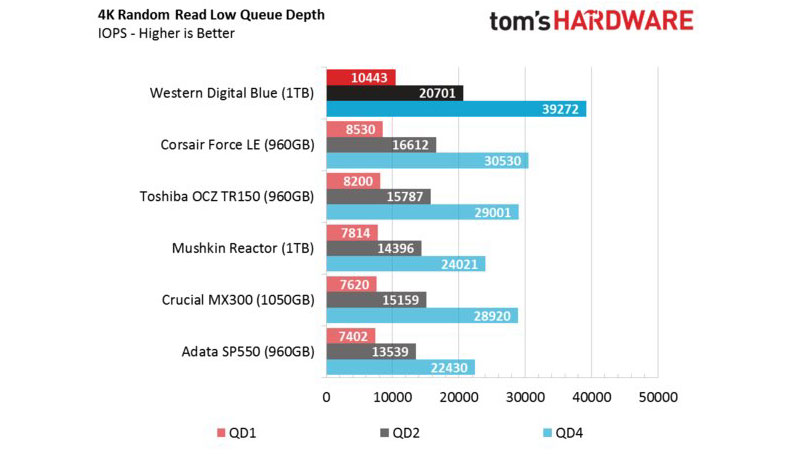 4K Random Read Low Queue Depth
IOPS - Higher is Better
tom's HARDWARE
Western Digital Blue (1TB)
10443
20701
39272
Corsair Force LE (960GB)
8530
16612
30530
Toshiba OCZ TR150 (960GB)
8200
15787
29001
Mushkin Reactor (1TB)
7814
14396
24021
Crucial MX300 (1050GB)
7620
15159
28920
Adata SP550 (960GB)
7402
13539
22430
0 10000 20000 30000 40000 50000
QD1 QD2 QD4